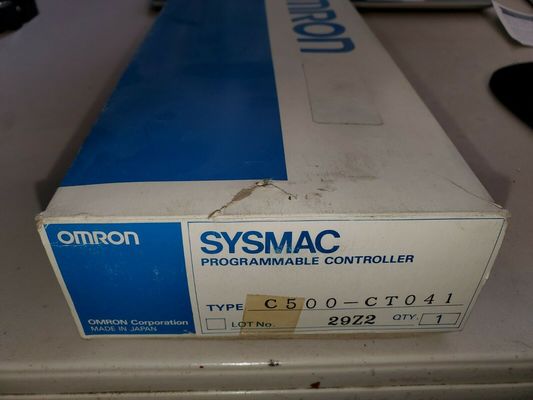 OMRON
OMRON
SYSMAC
PROGRAMMABLE CONTROLLER
TYPE C500-CT041
LOT No. 29Z2 QTY. 1
OMRON Corporation
MADE IN JAPAN